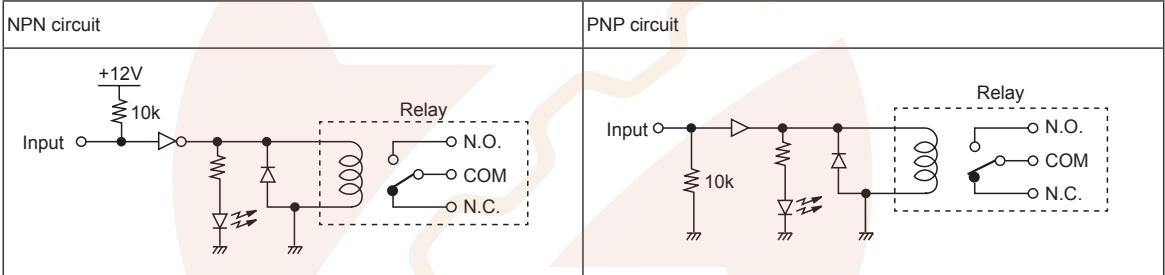 NPN circuit
+12V
10k
Input
Relay
N.O.
COM
N.C.
PNP circuit
Relay
Input
10k
N.O.
COM
N.C.